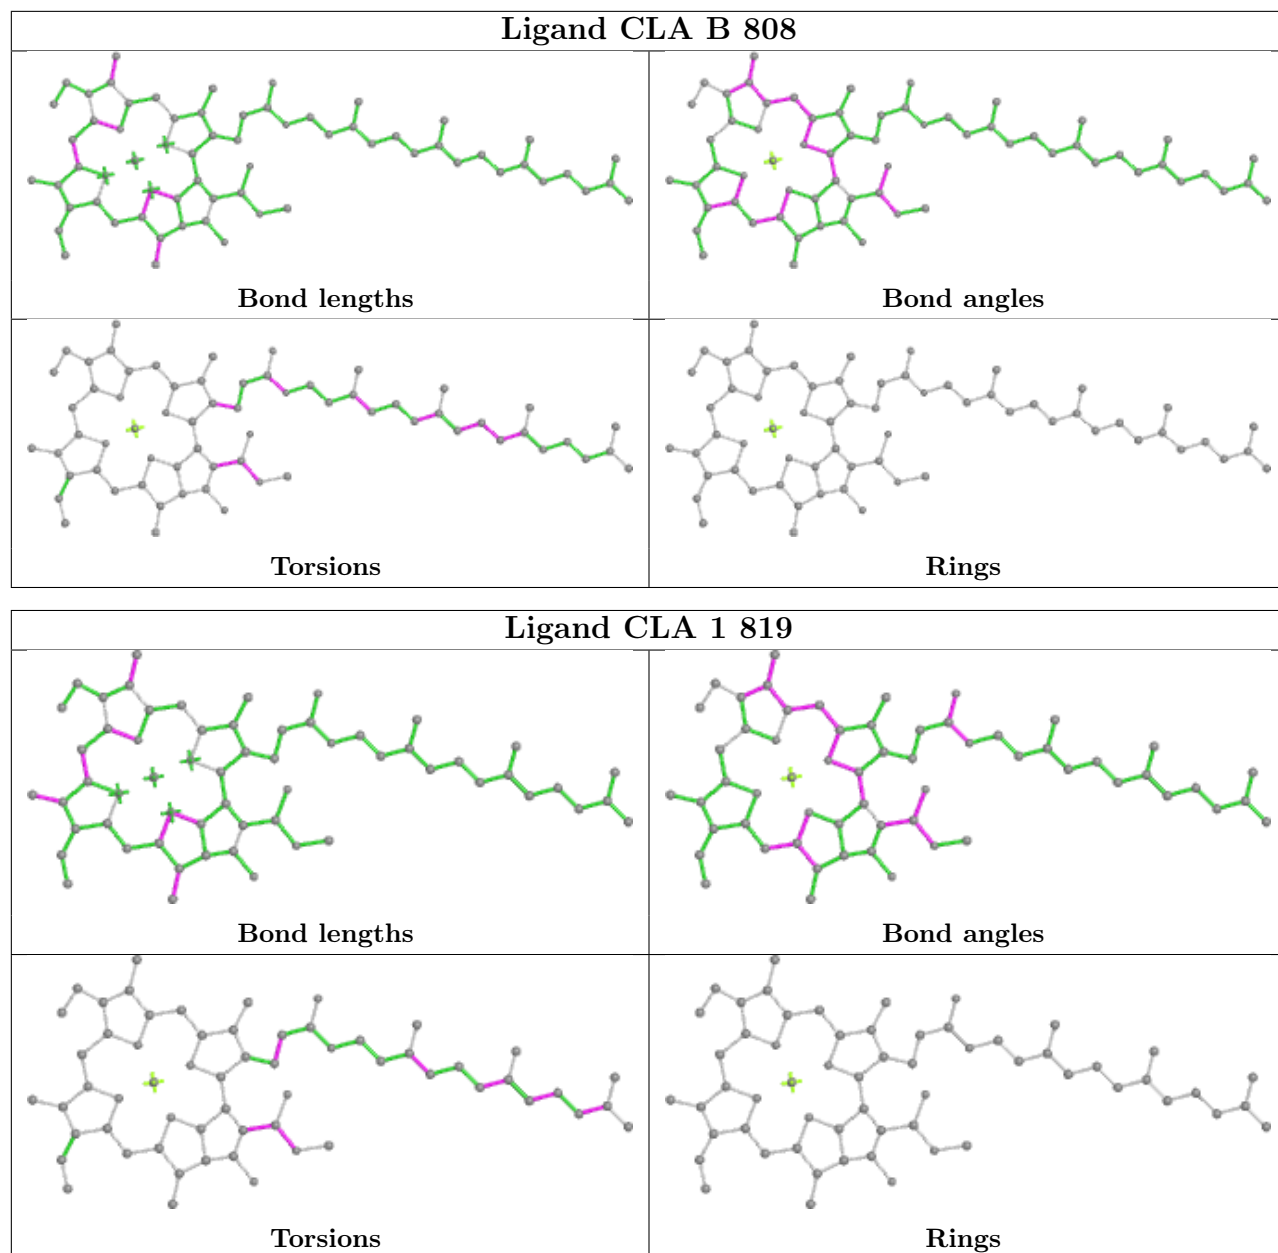 Ligand CLA B 808
Bond lengths
Bond angles
Torsions
Rings
Ligand CLA 1 819
Bond lengths
Bond angles
Torsions
Rings